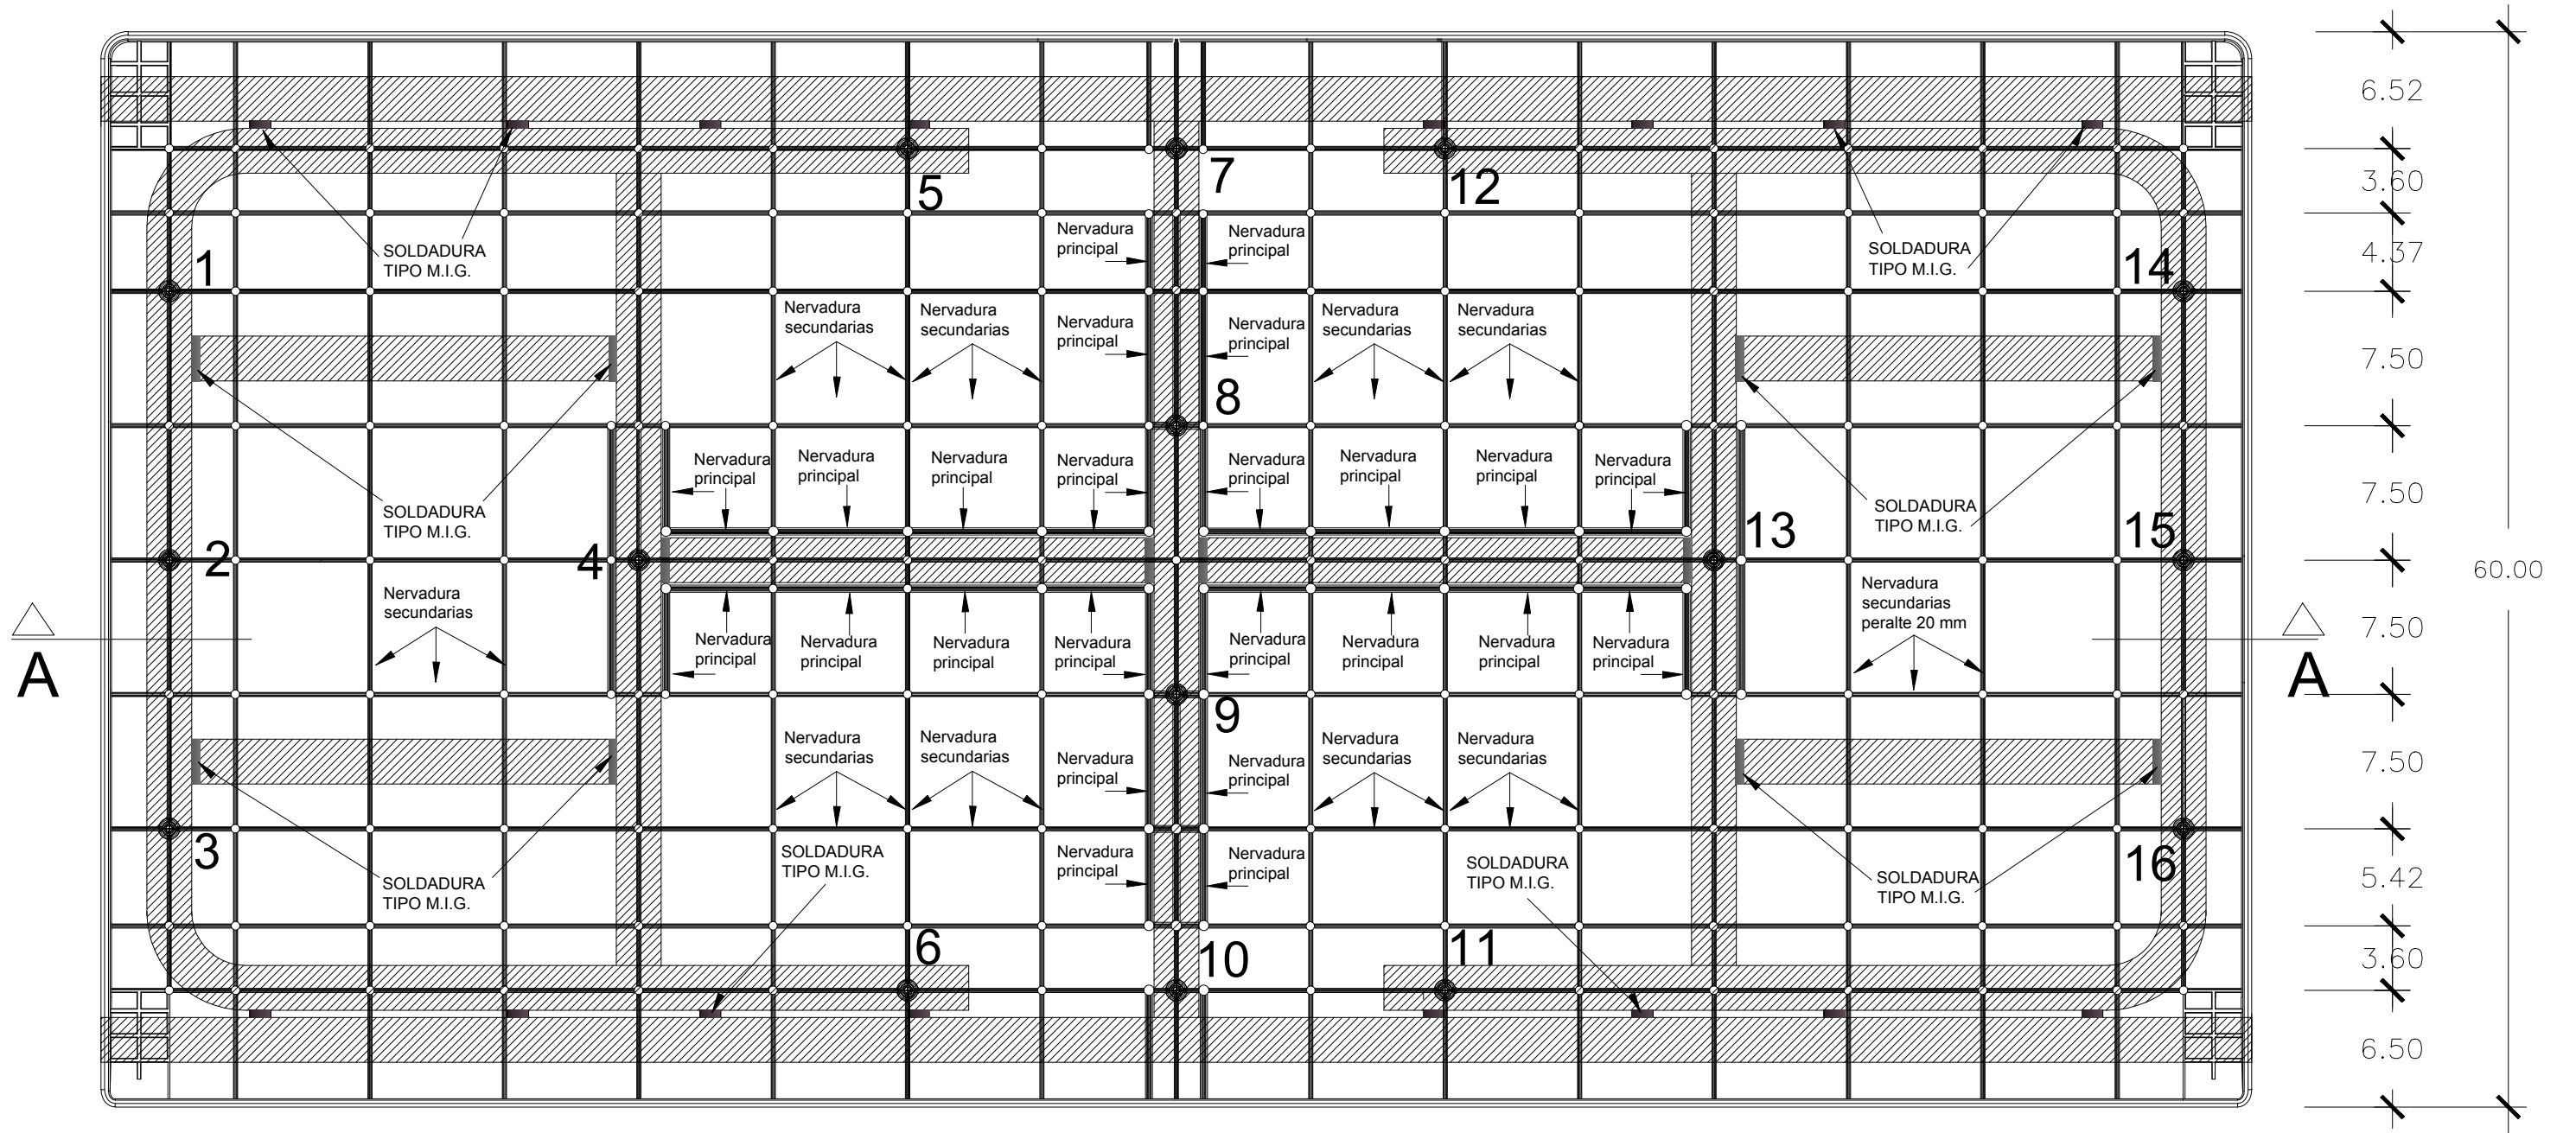 6.52
7
5
12
3.60
Nervadura
principal
Nervadura
principal
SOLDADURA
TIPO M.I.G.
SOLDADURA
TIPO M.I.G.
4.37
1
14
Nervadura
secundarias
Nervadura
secundarias
Nervadura
principal
Nervadura
principal
Nervadura
secundarias
Nervadura
secundarias
7.50
8
Nervadura
principal
Nervadura
principal
Nervadura
principal
Nervadura
principal
Nervadura
principal
Nervadura
principal
Nervadura
principal
Nervadura
principal
7.50
SOLDADURA
TIPO M.I.G.
SOLDADURA
TIPO M.I.G.
2
4
13
15
60.00
Nervadura
secundarias
Nervadura
secundarias
peralte 20 mm
7.50
Nervadura
principal
Nervadura
principal
Nervadura
principal
Nervadura
principal
Nervadura
principal
Nervadura
principal
Nervadura
principal
Nervadura
principal
A
A
9
Nervadura
secundarias
Nervadura
secundarias
Nervadura
principal
Nervadura
principal
Nervadura
secundarias
Nervadura
secundarias
7.50
3
SOLDADURA
TIPO M.I.G.
Nervadura
principal
Nervadura
principal
SOLDADURA
TIPO M.I.G.
16
5.42
SOLDADURA
TIPO M.I.G.
SOLDADURA
TIPO M.I.G.
6
10
11
3.60
6.50